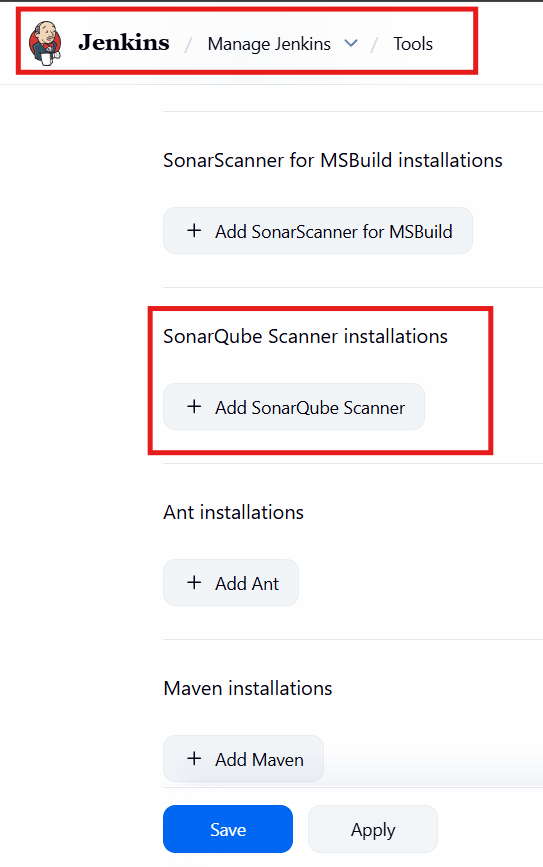 Jenkins / Manage Jenkins / Tools
SonarScanner for MSBuild installations
+ Add SonarScanner for MSBuild
SonarQube Scanner installations
+ Add SonarQube Scanner
Ant installations
+ Add Ant
Maven installations
+ Add Maven
Save Apply